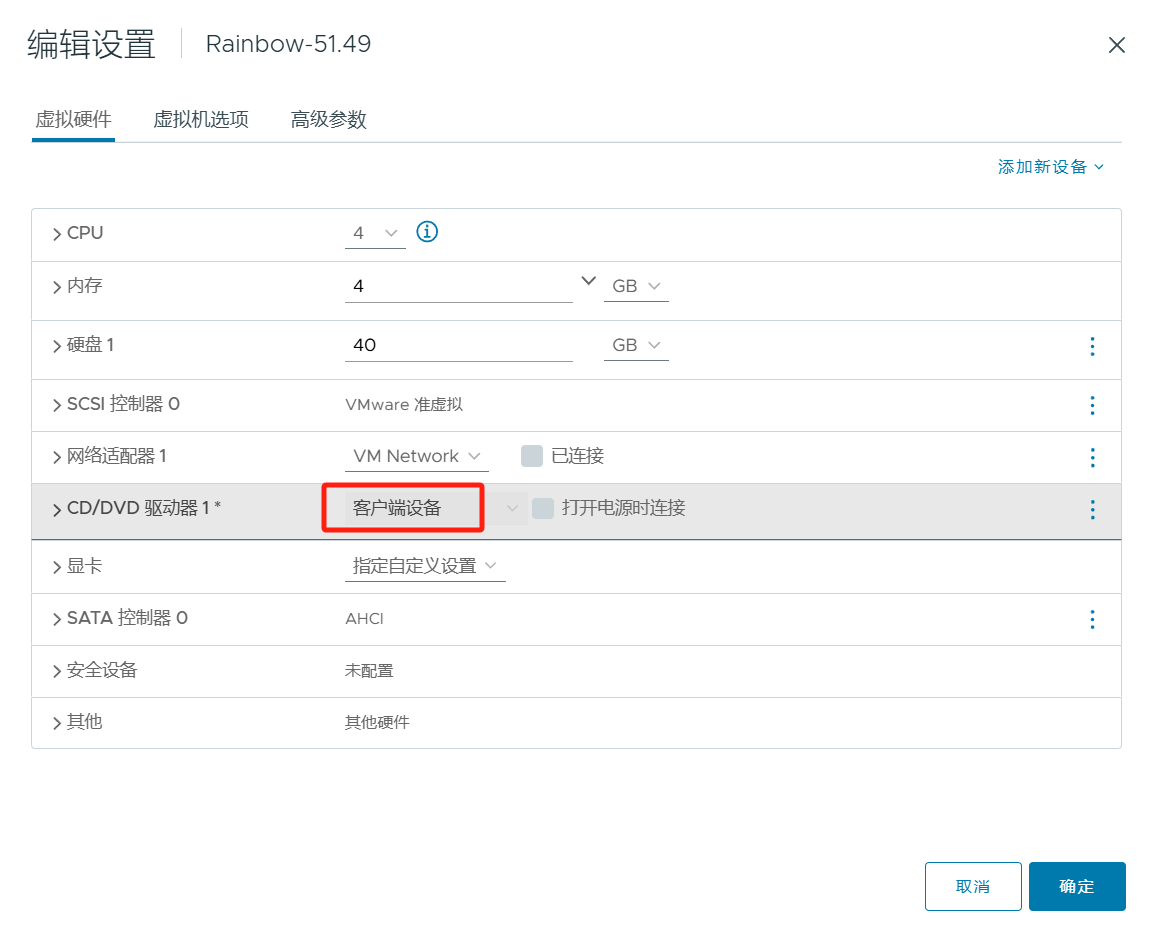 编辑设置 Rainbow-51.49
虚拟硬件 虚拟机选项 高级参数
添加新设备
CPU 4
内存 4 GB
硬盘 1 40 GB
SCSI 控制器 0 VMware 准虚拟
网络适配器 1 VM Network 已连接
CD/DVD 驱动器 1 * 客户端设备 打开电源时连接
显卡 指定自定义设置
SATA 控制器 0 AHCI
安全设备 未配置
其他 其他硬件
取消 确定